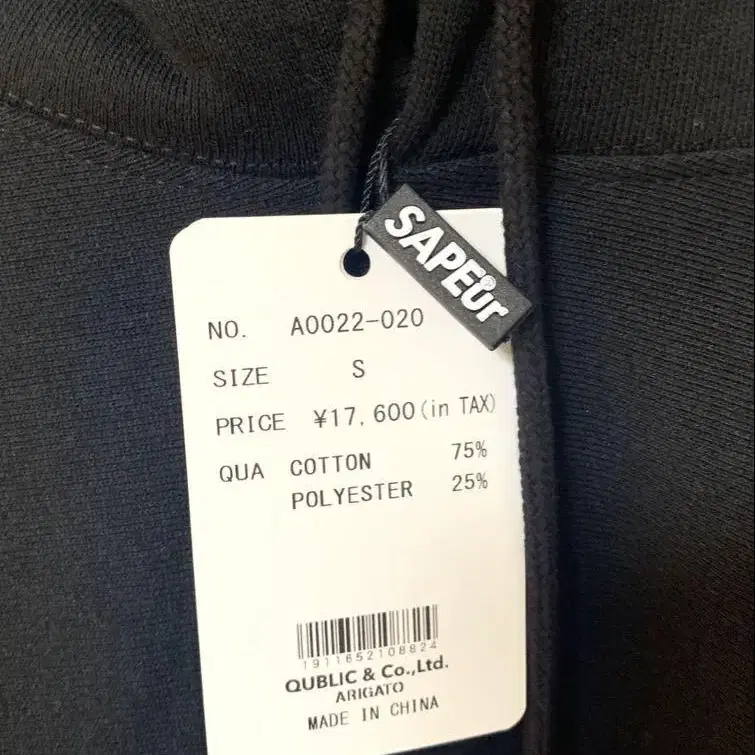 SAPEur
NO. A0022-020
SIZE S
PRICE ¥17,600(in TAX)
QUA COTTON 75%
POLYESTER 25%
1911652108824
QUBLIC & Co.,Ltd.
ARIGATO
MADE IN CHINA